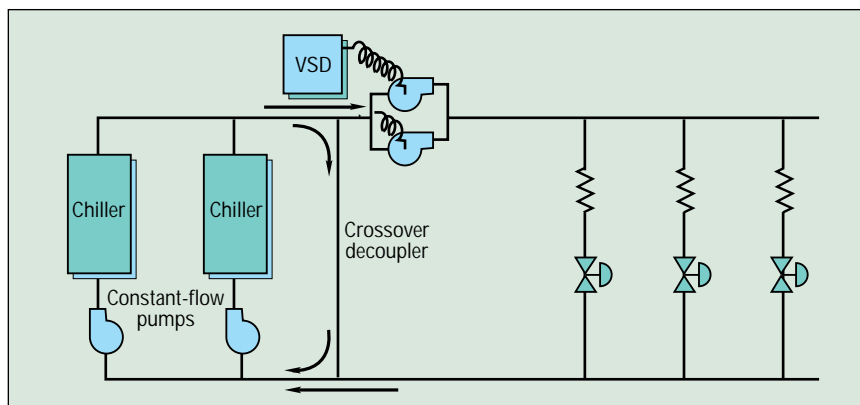 VSD
Chiller
Chiller
Crossover
decoupler
Constant-flow
pumps